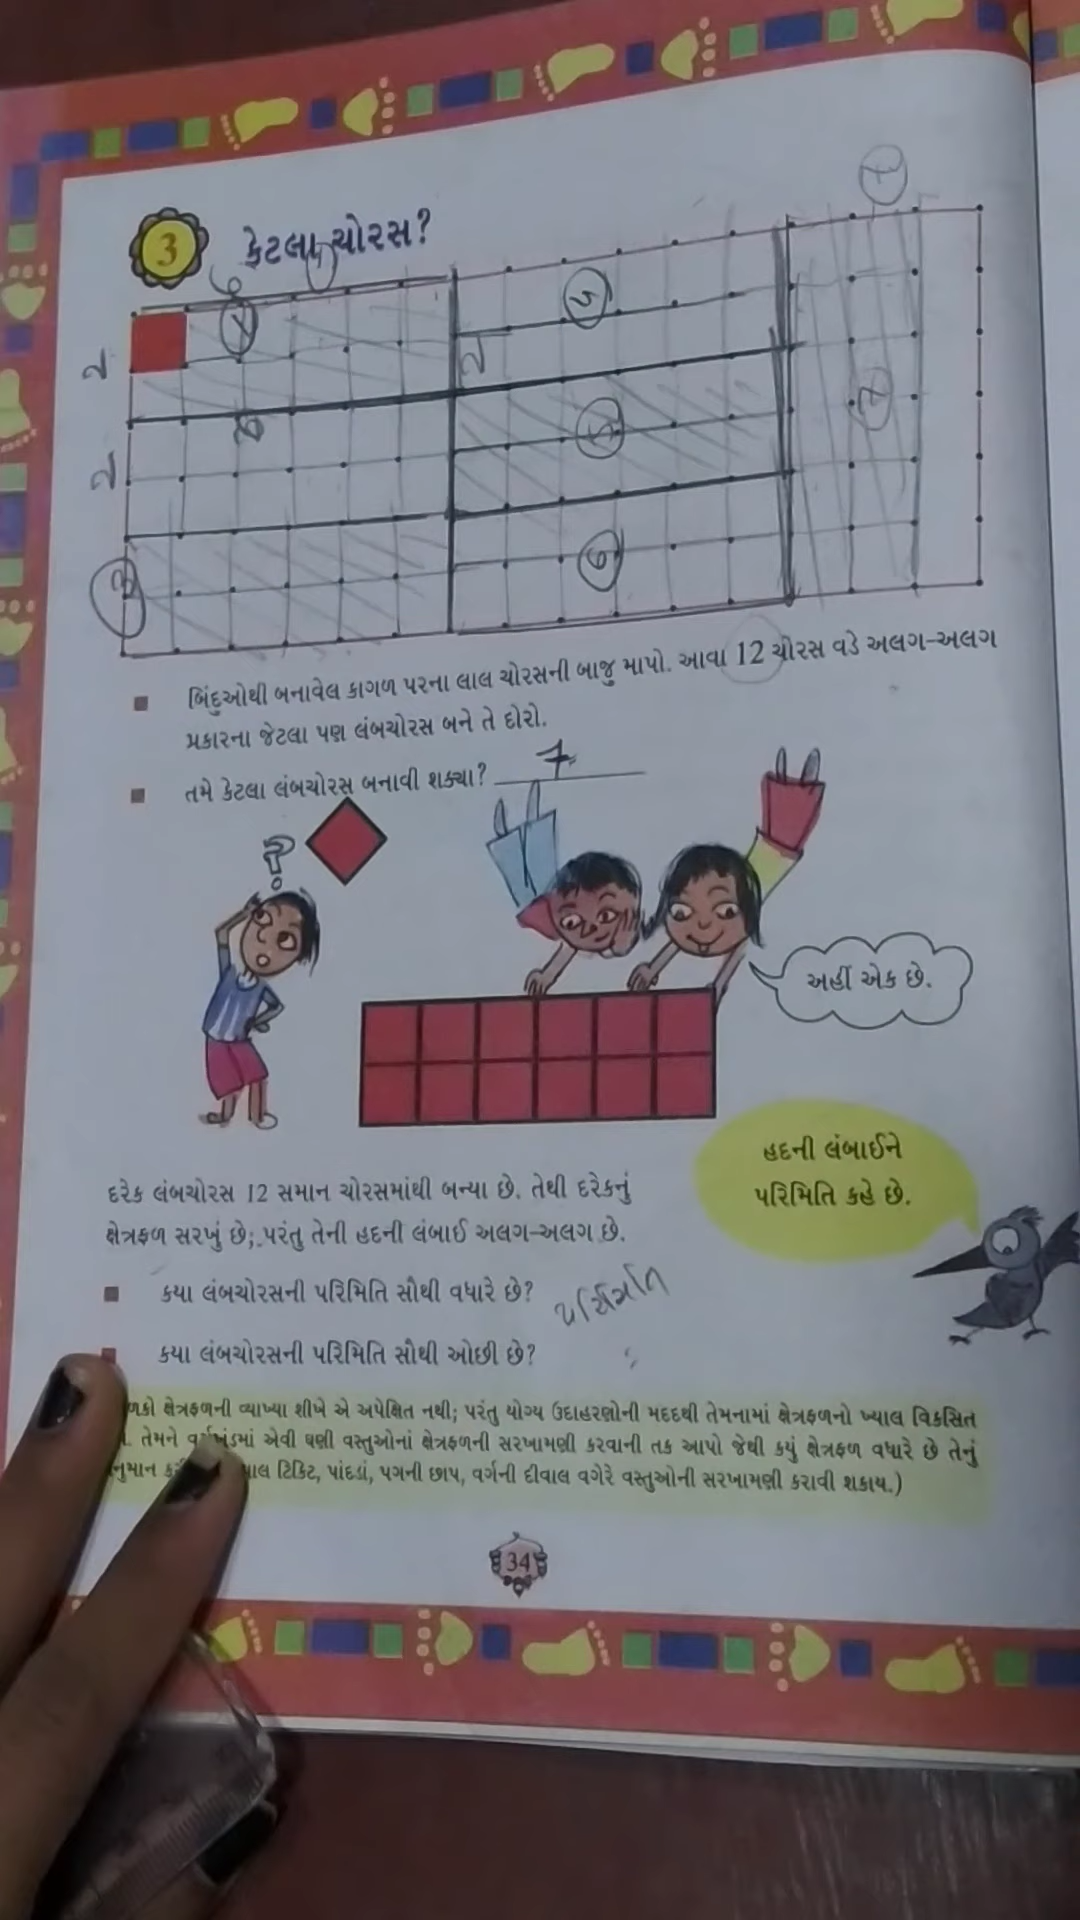 3 કેટલા ચોરસ?
બિંદુઓથી બનાવેલ કાગળ પરના લાલ ચોરસની બાજુ માપો. આવા 12 ચોરસ વડે અલગ-અલગ
પ્રકારના જેટલા પણ લંબચોરસ બને તે દોરો.
તમે કેટલા લંબચોરસ બનાવી શક્યા? 7
?
અહીં એક છે.
હદની લંબાઈને
પરિમિતિ કહે છે.
દરેક લંબચોરસ 12 સમાન ચોરસમાંથી બન્યા છે. તેથી દરેકનું
ક્ષેત્રફળ સરખું છે; પરંતુ તેની હદની લંબાઈ અલગ-અલગ છે.
કયા લંબચોરસની પરિમિતિ સૌથી વધારે છે?
કયા લંબચોરસની પરિમિતિ સૌથી ઓછી છે?
ક્ષેત્રફળની વ્યાખ્યા શીખે એ અપેક્ષિત નથી; પરંતુ યોગ્ય ઉદાહરણોની મદદથી તેમનામાં ક્ષેત્રફળનો ખ્યાલ વિકસિત
તેમને વર્ગખંડમાં એવી ઘણી વસ્તુઓનાં ક્ષેત્રફળની સરખામણી કરવાની તક આપો જેથી કયું ક્ષેત્રફળ વધારે છે તેનું
ટિકિટ, પાંદડાં, પગની છાપ, વર્ગની દીવાલ વગેરે વસ્તુઓની સરખામણી કરાવી શકાય.)
34